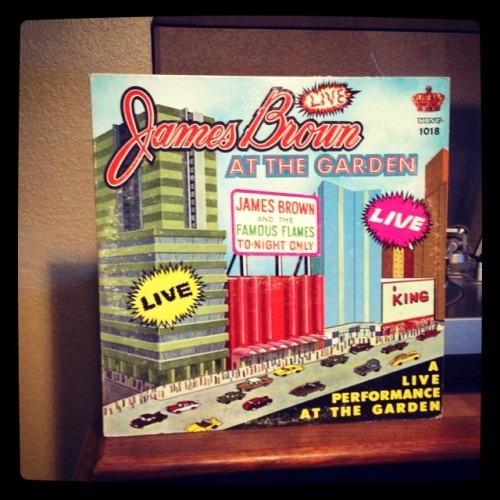 LIVE
James Brown
AT THE GARDEN
KING
1018
JAMES BROWN
AND THE
FAMOUS FLAMES
TO-NIGHT ONLY
LIVE
LIVE
KING
A
LIVE
PERFORMANCE
AT THE GARDEN